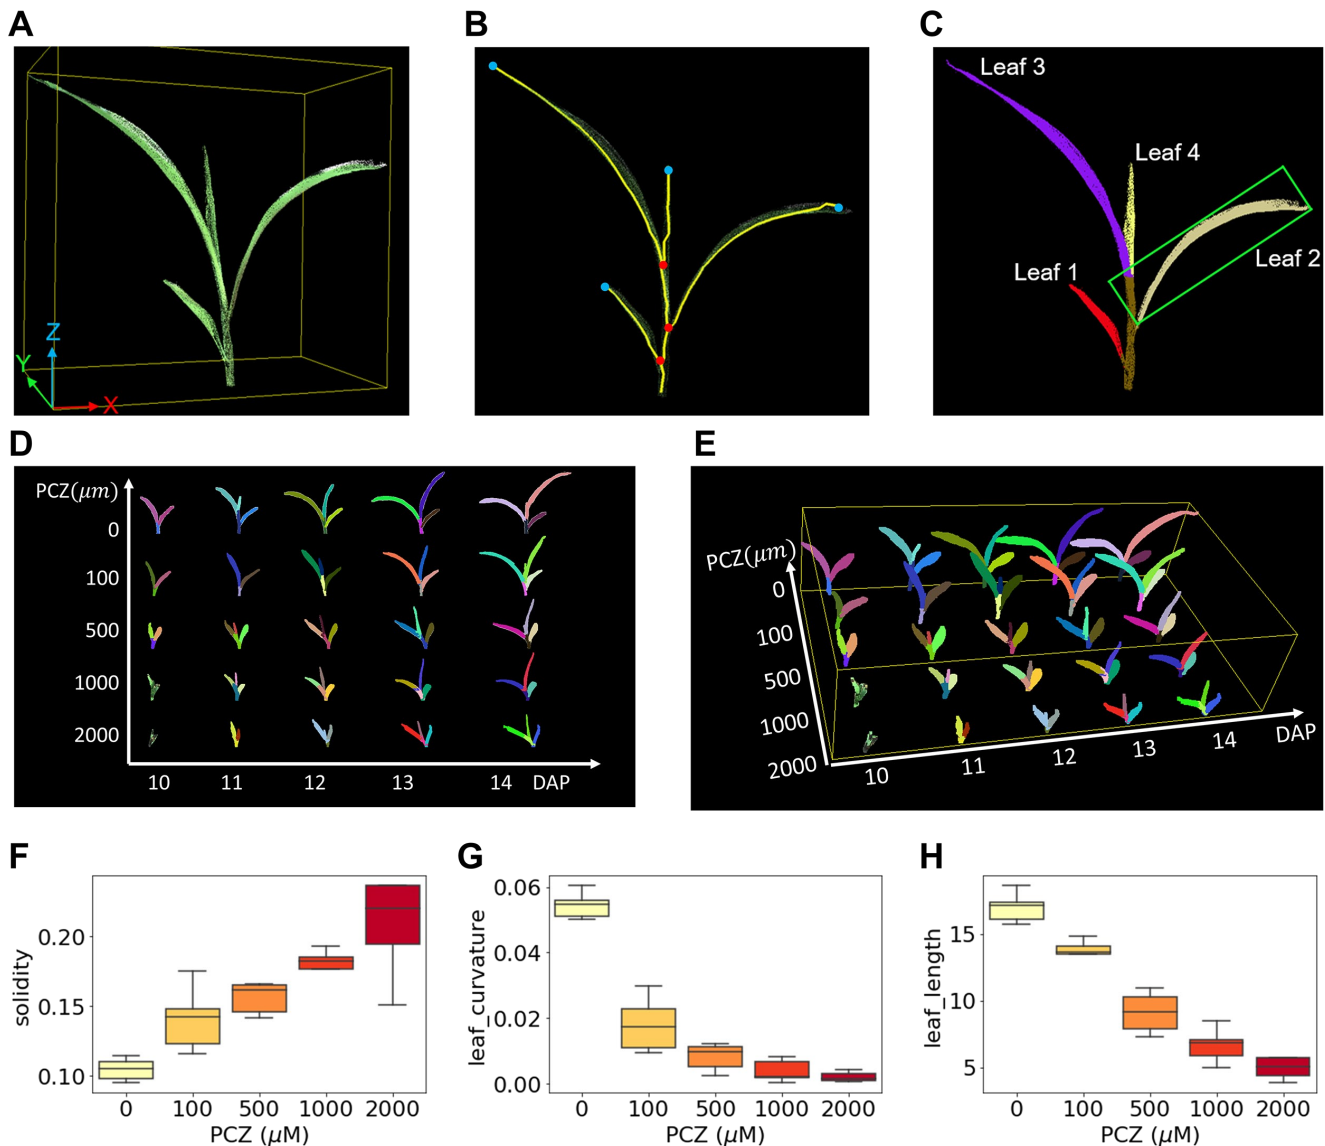 A
B
C
Z
Y
X
Leaf 3
Leaf 4
Leaf 1
Leaf 2
D
E
PCZ(μm)
0
100
500
1000
2000
10 11 12 13 14 DAP
PCZ(μm)
0
100
500
1000
2000
10 11 12 13 14 DAP
F
G
H
solidity
0.20
0.15
0.10
0 100 500 1000 2000
PCZ (μM)
leaf_curvature
0.06
0.04
0.02
0.00
0 100 500 1000 2000
PCZ (μM)
leaf_length
15
10
5
0 100 500 1000 2000
PCZ (μM)